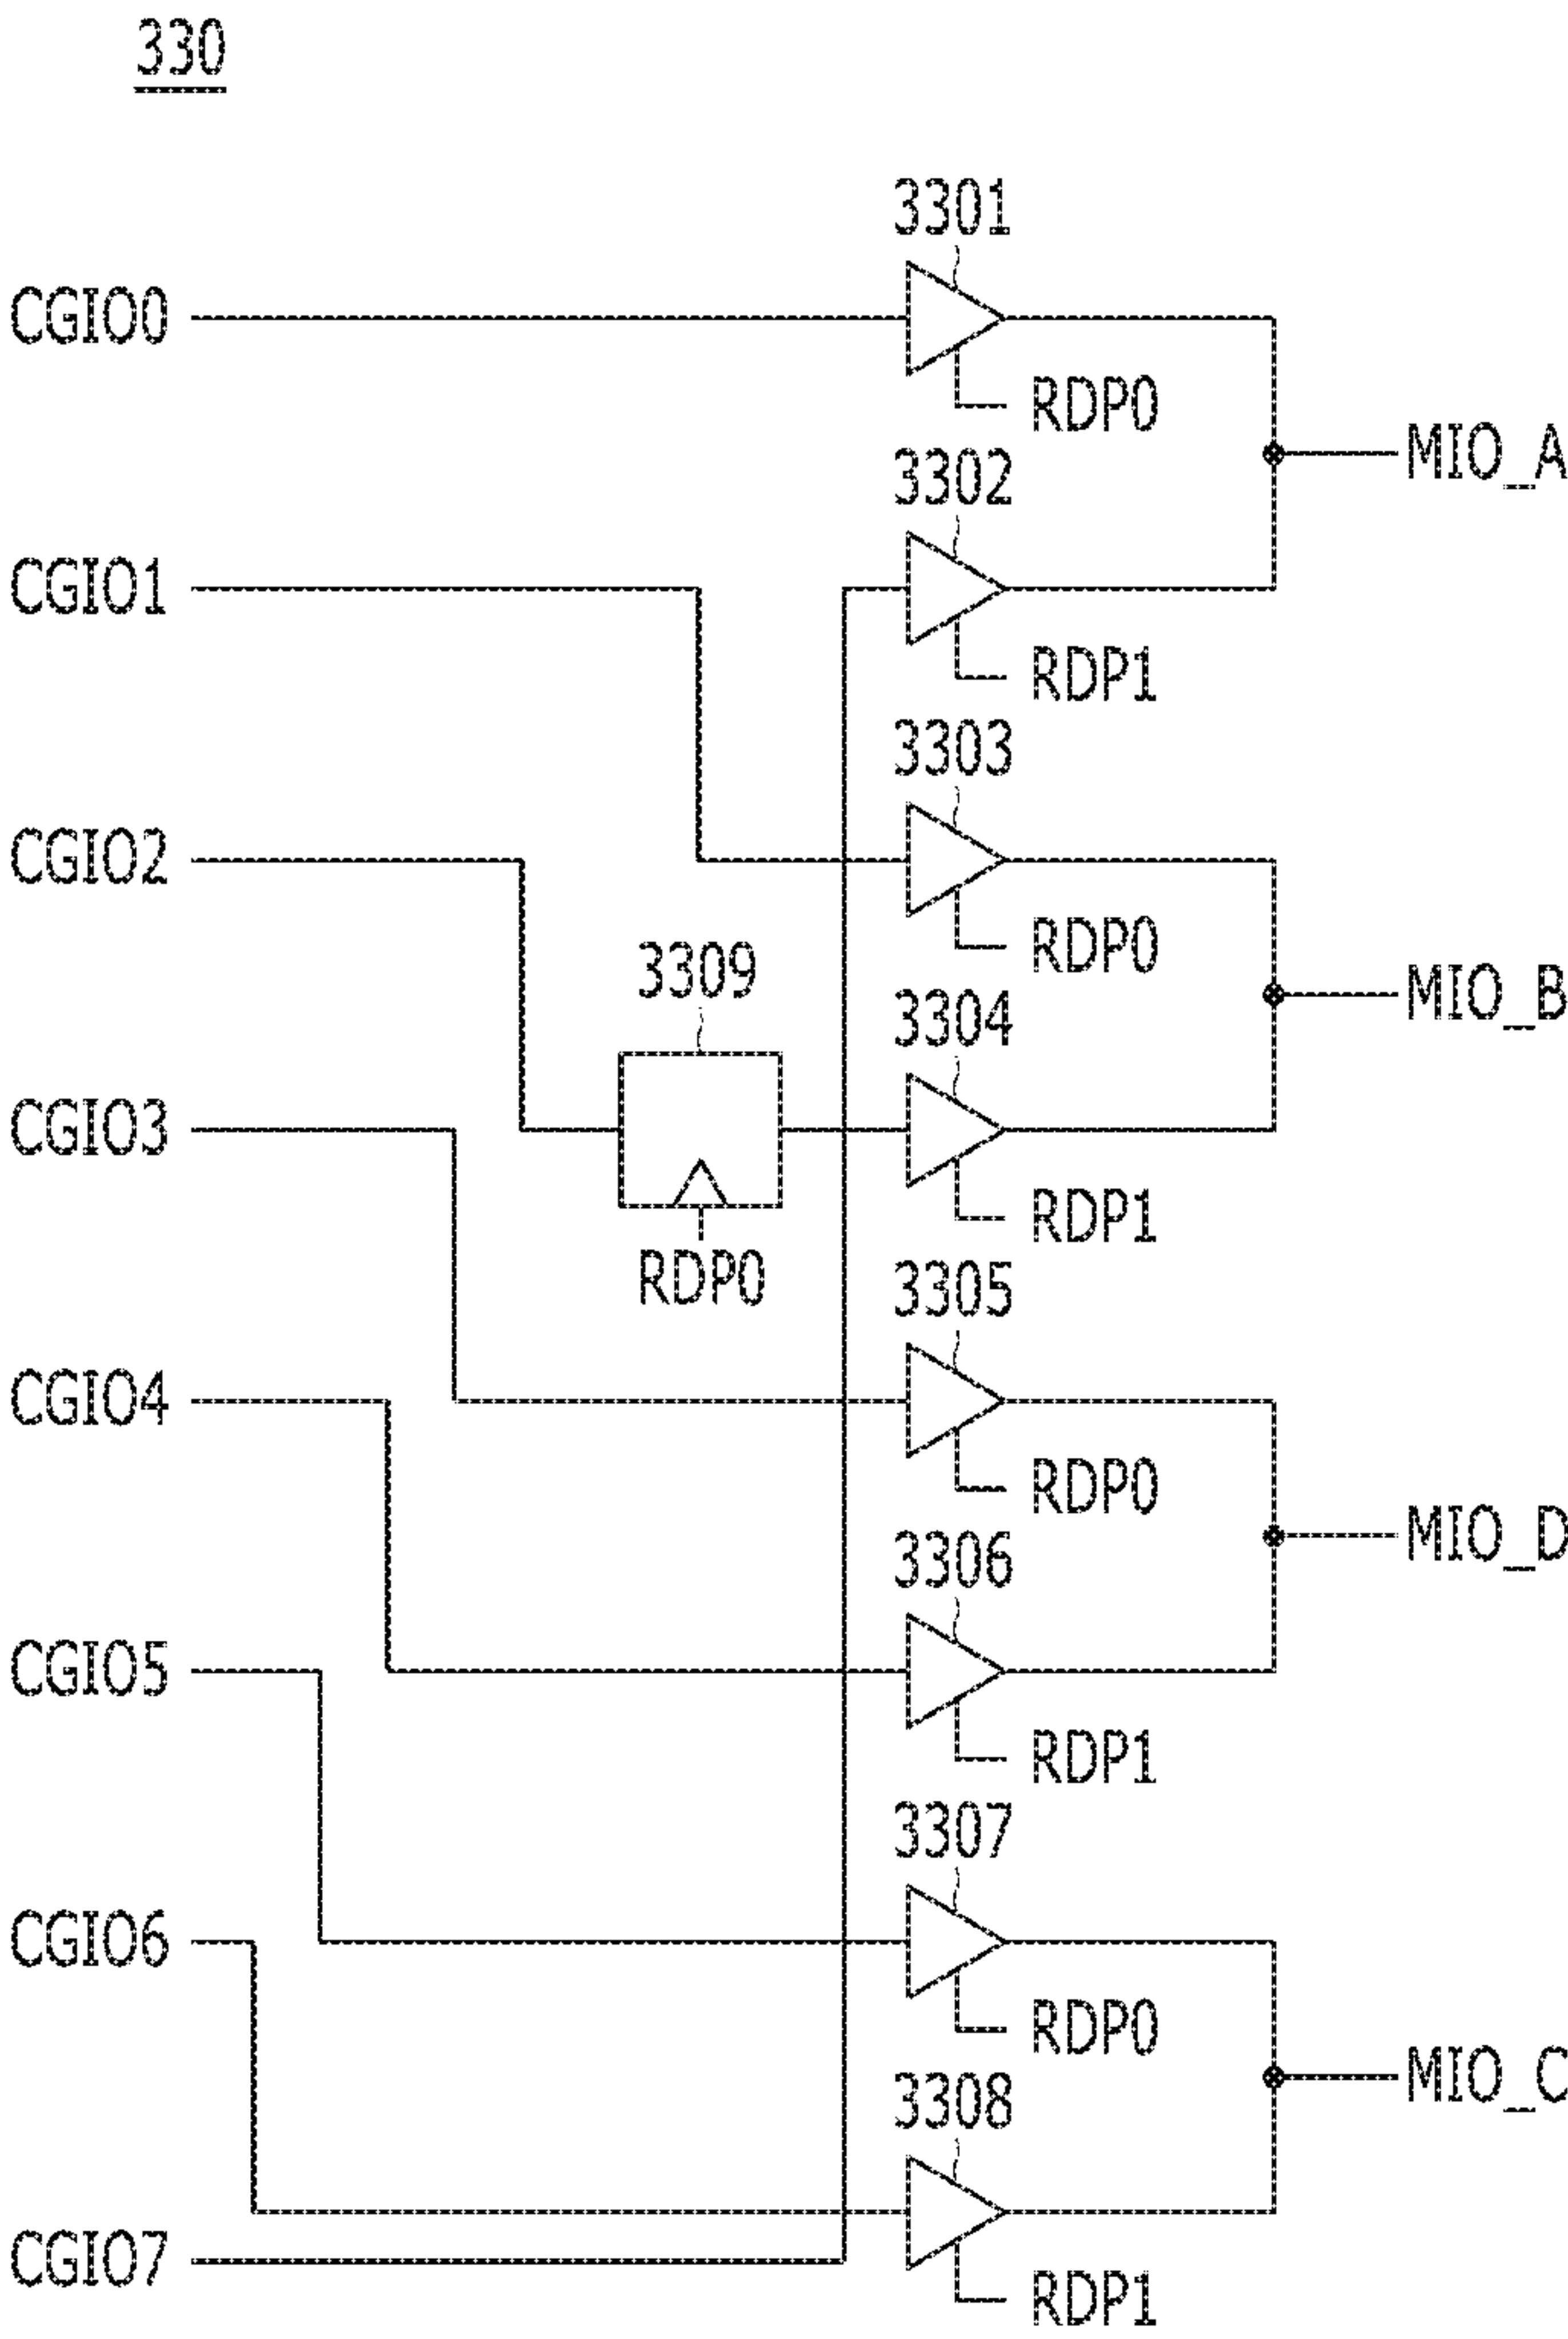 330
3301
CGIO0
RDP0
MIO_A
3302
CGIO1
RDP1
3303
CGIO2
RDP0
3309
MIO_B
3304
CGIO3
RDP1
RDP0
3305
CGIO4
RDP0
MIO_D
3306
CGIO5
RDP1
3307
CGIO6
RDP0
MIO_C
3308
CGIO7
RDP1